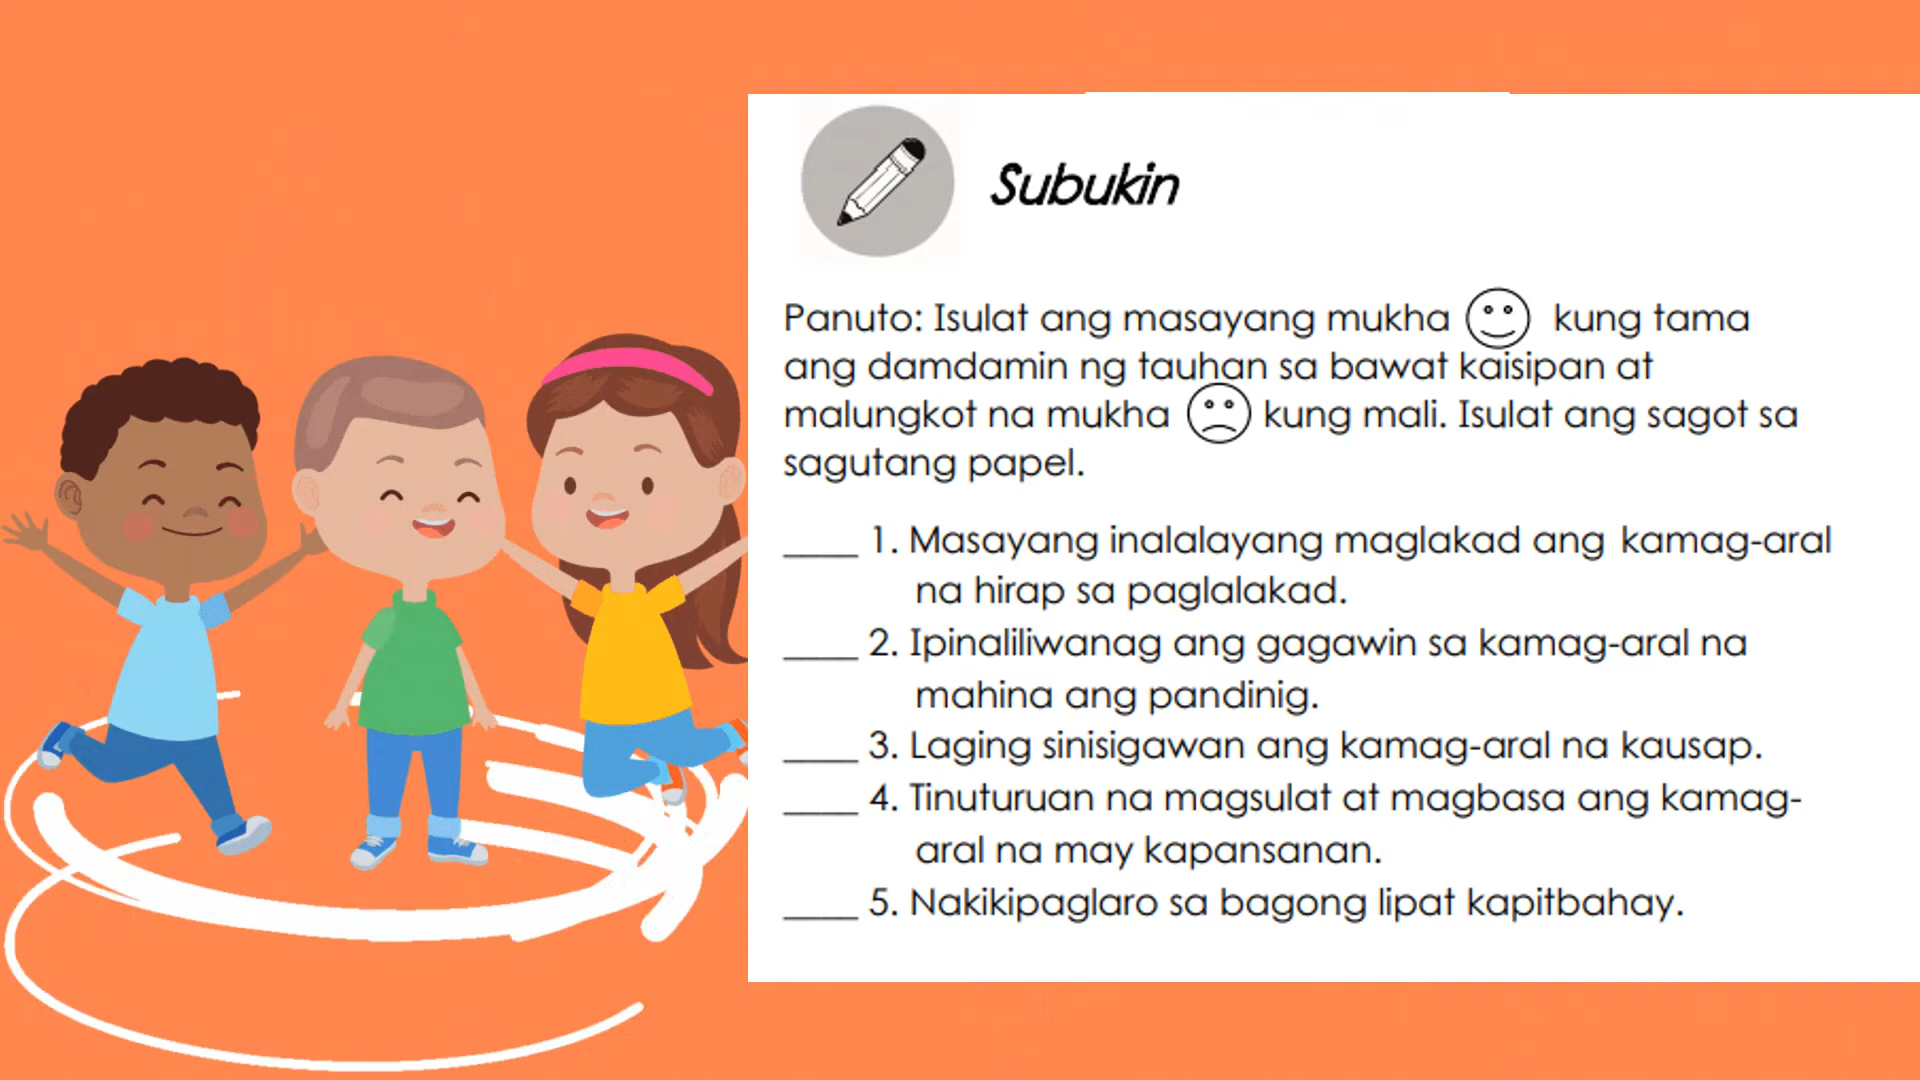 Subukin
Panuto: Isulat ang masayang mukha kung tama
ang damdamin ng tauhan sa bawat kaisipan at
malungkot na mukha kung mali. Isulat ang sagot sa
sagutang papel.
____ 1. Masayang inalalayang maglakad ang kamag-aral
na hirap sa paglalakad.
____ 2. Ipinaliliwanag ang gagawin sa kamag-aral na
mahina ang pandinig.
____ 3. Laging sinisigawan ang kamag-aral na kausap.
____ 4. Tinuturuan na magsulat at magbasa ang kamag-
aral na may kapansanan.
____ 5. Nakikipaglaro sa bagong lipat kapitbahay.